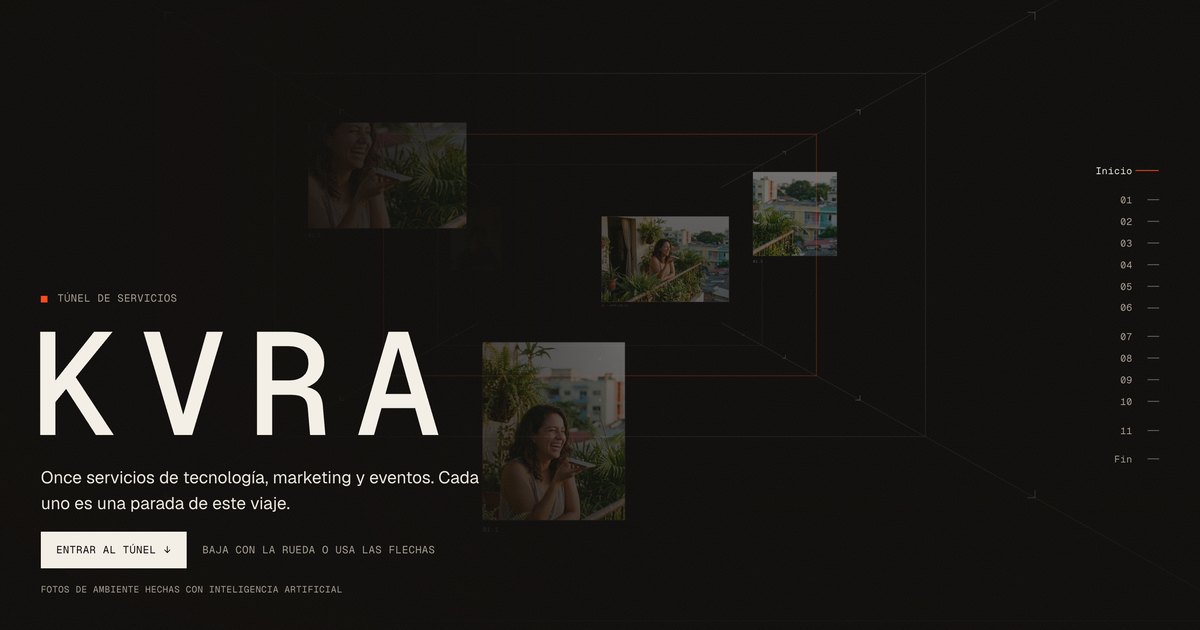 TÚNEL DE SERVICIOS
KVRA
Once servicios de tecnología, marketing y eventos. Cada
uno es una parada de este viaje.
ENTRAR AL TÚNEL ↓
BAJA CON LA RUEDA O USA LAS FLECHAS
FOTOS DE AMBIENTE HECHAS CON INTELIGENCIA ARTIFICIAL
Inicio
01
02
03
04
05
06
07
08
09
10
11
Fin